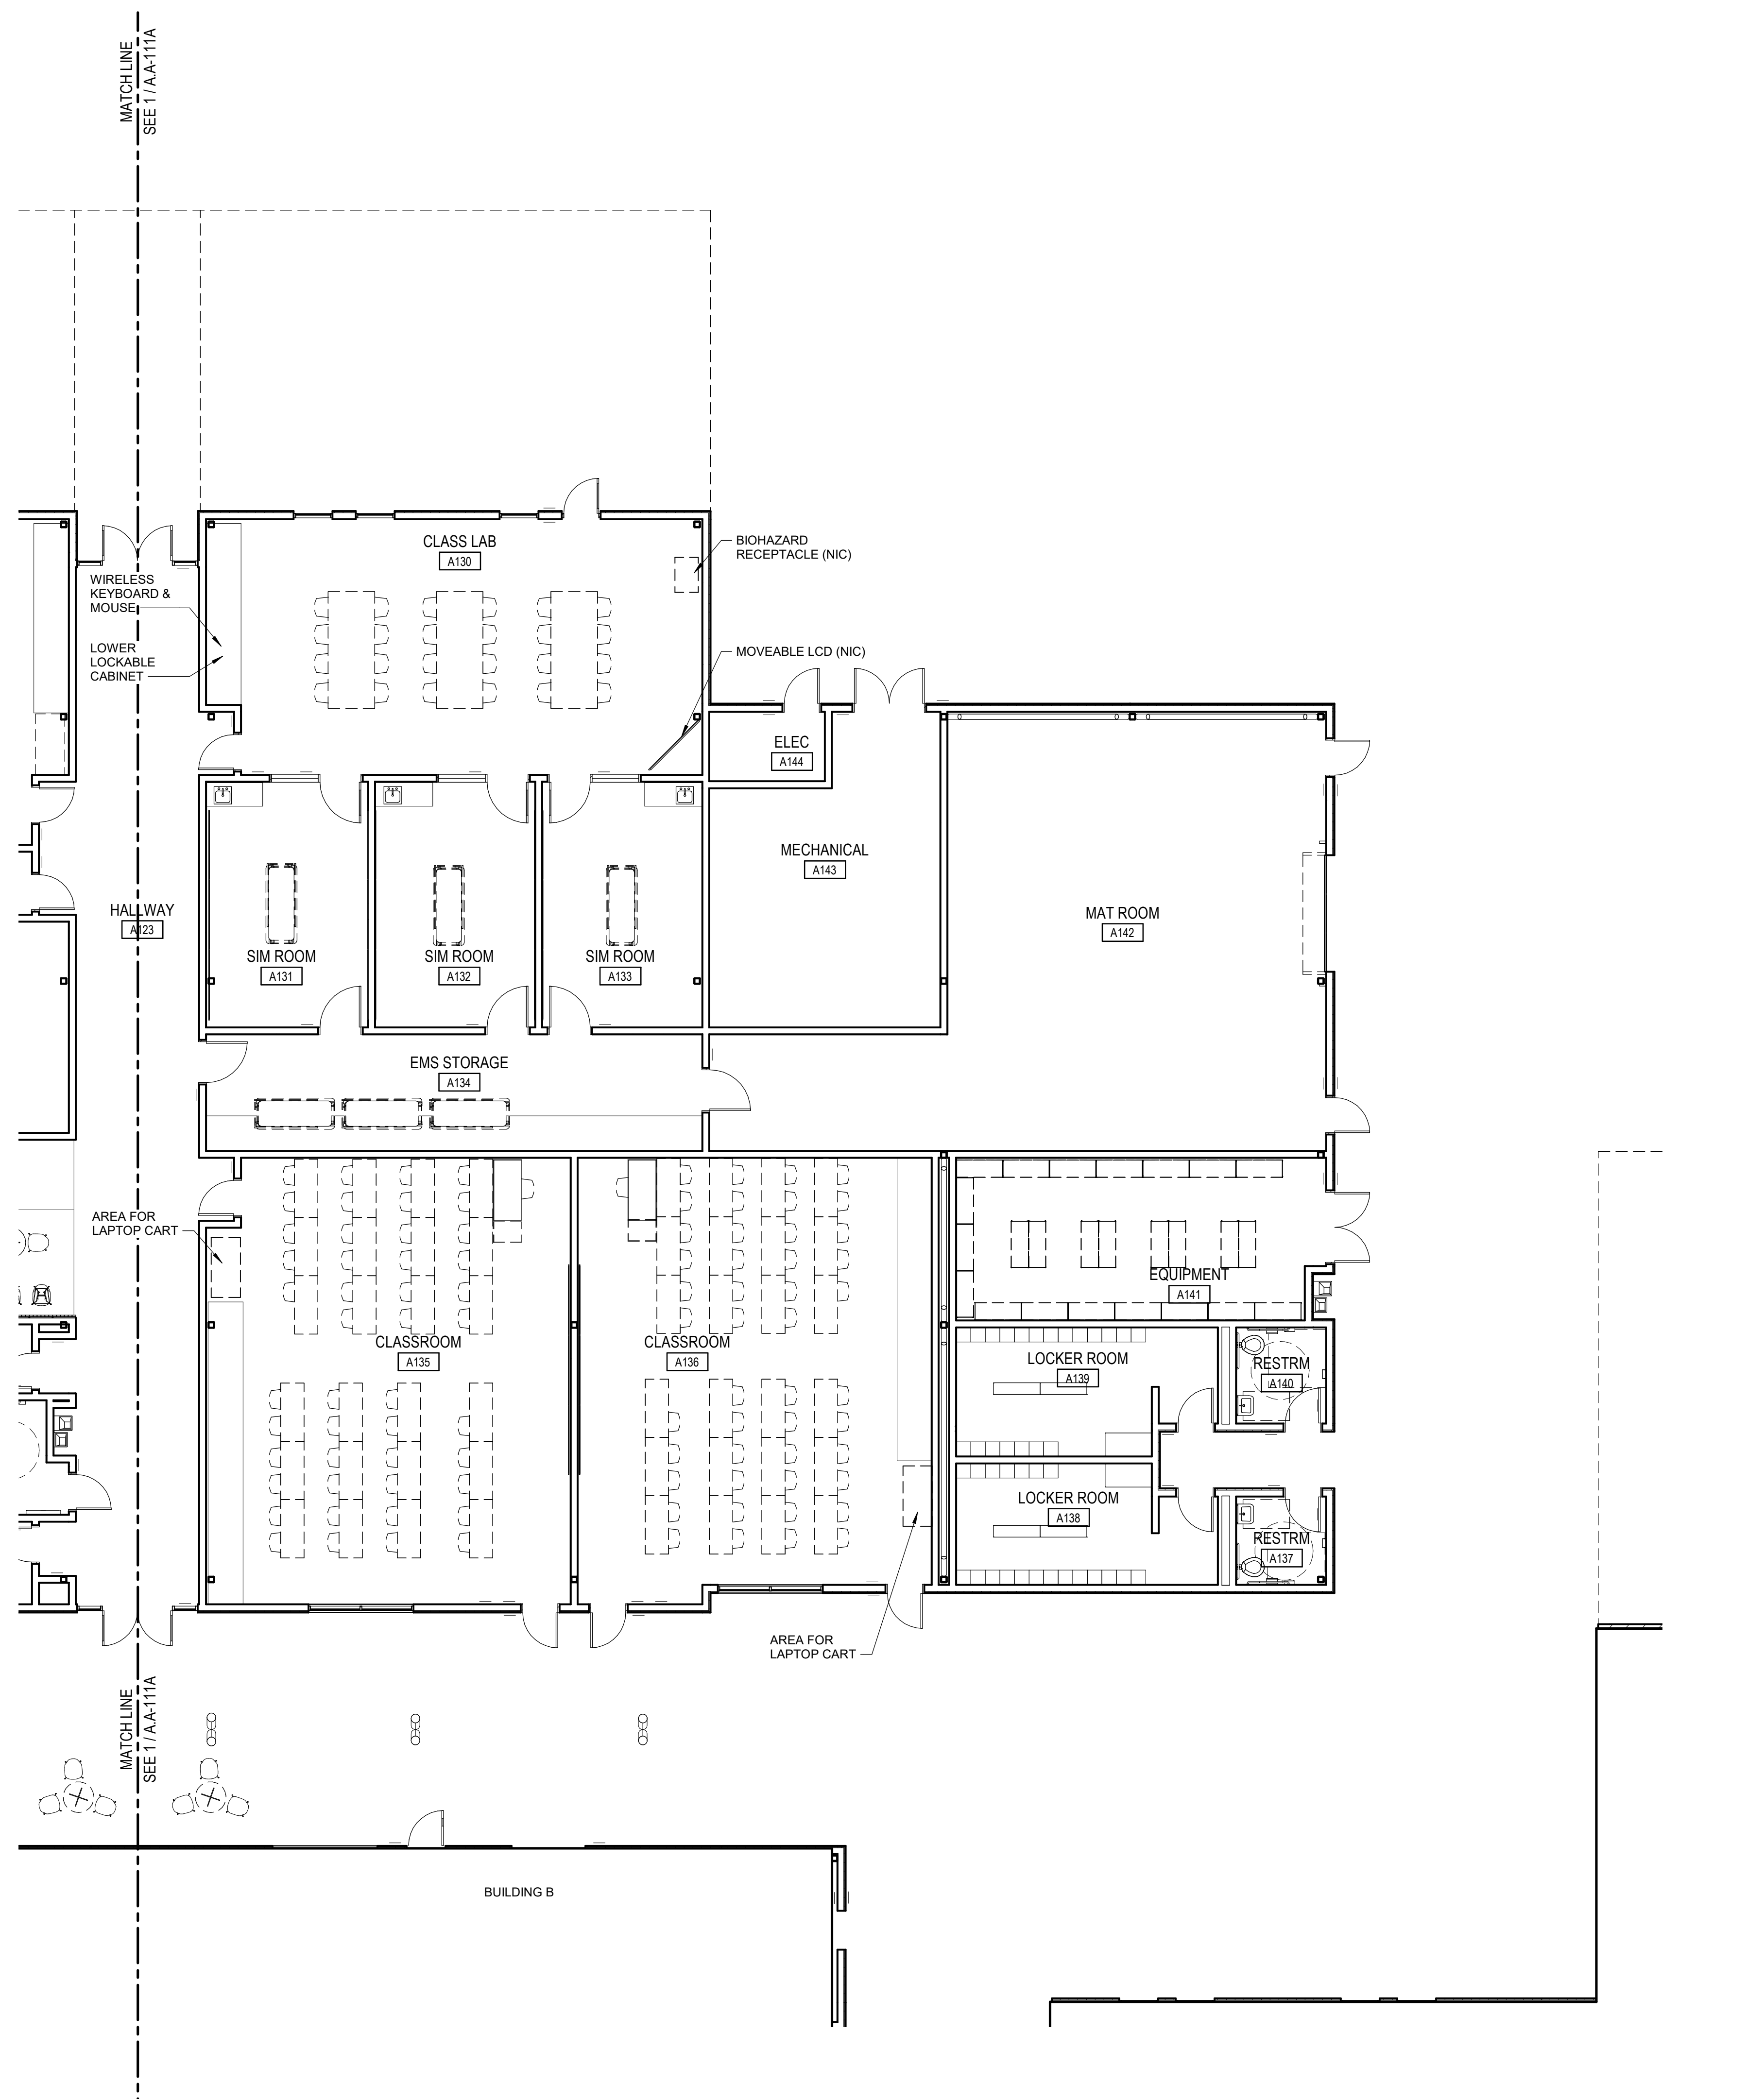 MATCH LINE
SEE 1 / A.A-111A
CLASS LAB
A130
BIOHAZARD
RECEPTACLE (NIC)
WIRELESS
KEYBOARD &
MOUSE
LOWER
LOCKABLE
CABINET
MOVEABLE LCD (NIC)
ELEC
A144
MECHANICAL
A143
HALLWAY
A123
MAT ROOM
A142
SIM ROOM
A131
SIM ROOM
A132
SIM ROOM
A133
EMS STORAGE
A134
AREA FOR
LAPTOP CART
EQUIPMENT
A141
CLASSROOM
A135
CLASSROOM
A136
LOCKER ROOM
A139
RESTRM
A140
LOCKER ROOM
A138
RESTRM
A137
AREA FOR
LAPTOP CART
MATCH LINE
SEE 1 / A.A-111A
BUILDING B